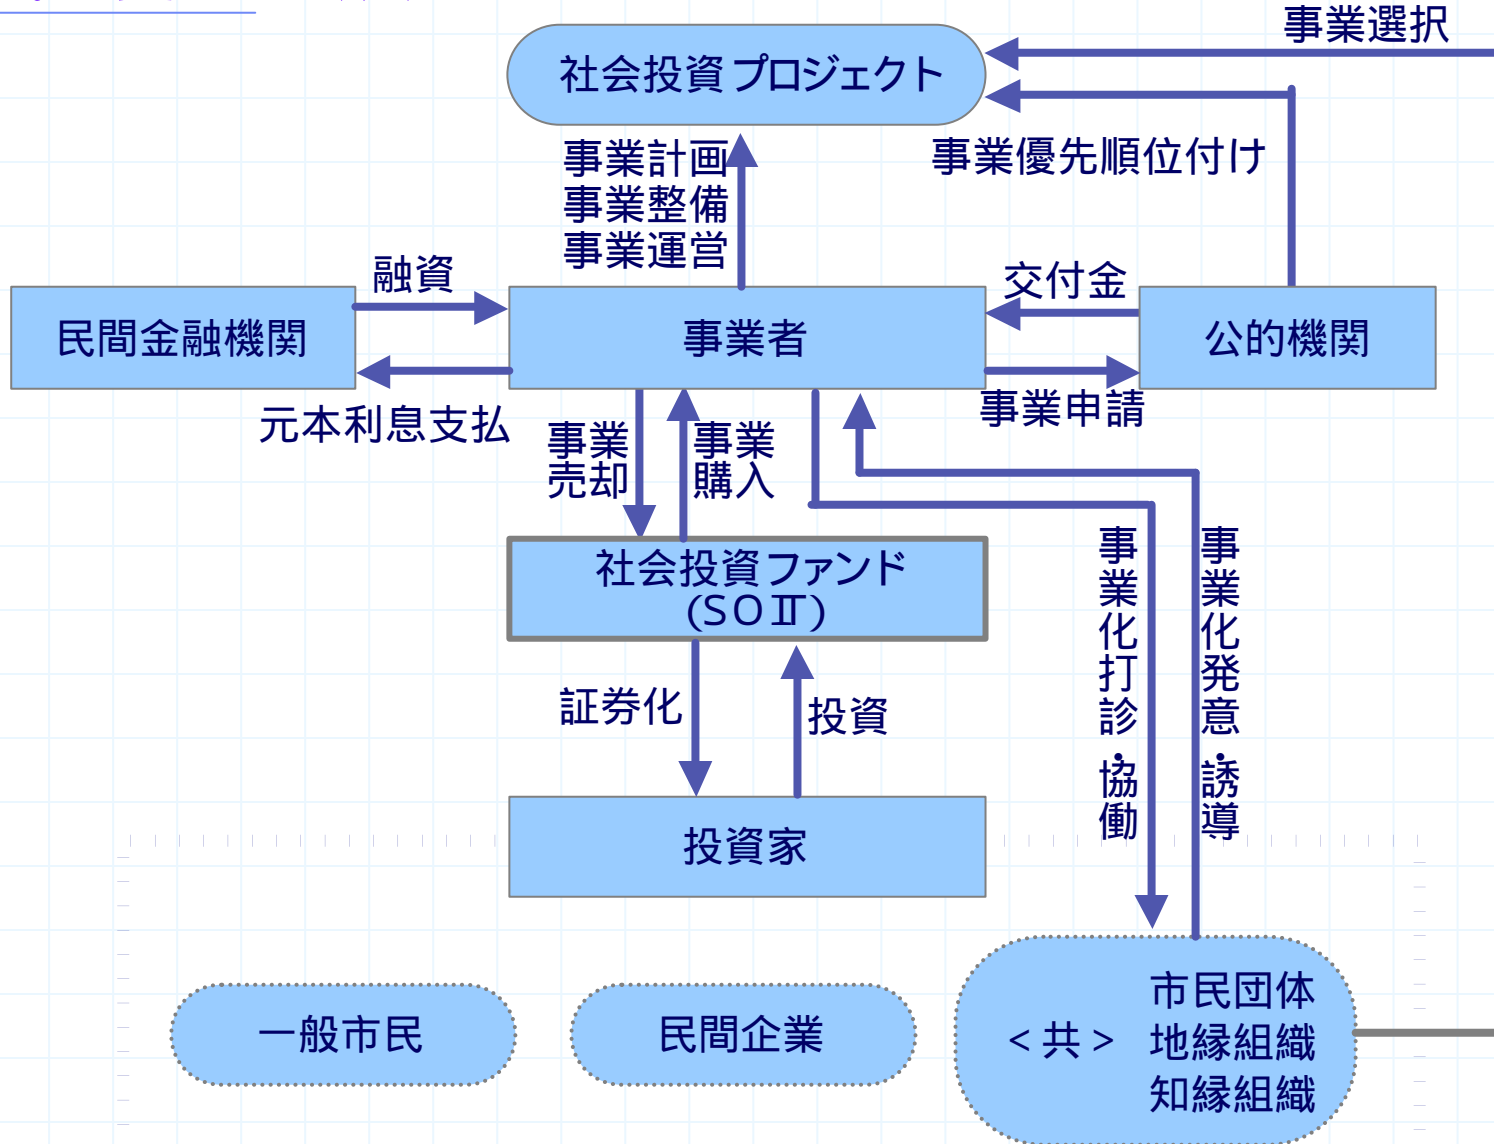 事業選択
社会投資プロジェクト
事業計画
事業整備
事業運営
事業優先順位付け
融資
交付金
民間金融機関
事業者
公的機関
元本利息支払
事業申請
事業
売却
事業
購入
社会投資ファンド
(SOⅡ)
事業化打診・協働
事業化発意・誘導
証券化
投資
投資家
一般市民
民間企業
<共>
市民団体
地縁組織
知縁組織